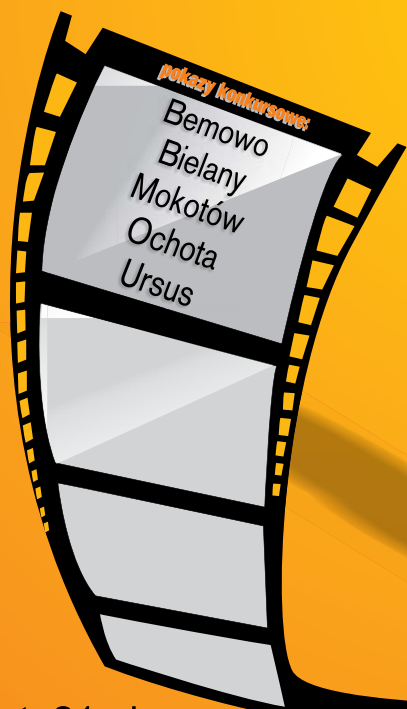 pokazy konkursowe:
Bemowo
Bielany
Mokotów
Ochota
Ursus